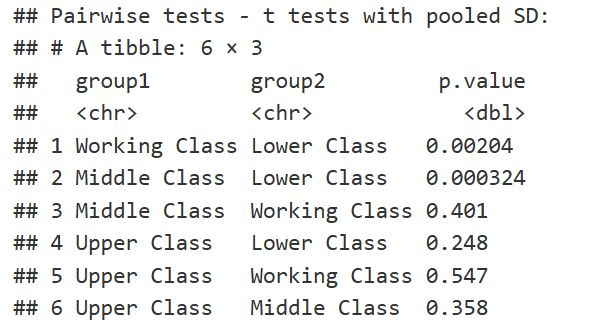 ## Pairwise tests - t tests with pooled SD:
## # A tibble: 6 × 3
##   group1        group2         p.value
##   <chr>         <chr>            <dbl>
## 1 Working Class Lower Class   0.00204
## 2 Middle Class  Lower Class   0.000324
## 3 Middle Class  Working Class 0.401
## 4 Upper Class   Lower Class   0.248
## 5 Upper Class   Working Class 0.547
## 6 Upper Class   Middle Class  0.358